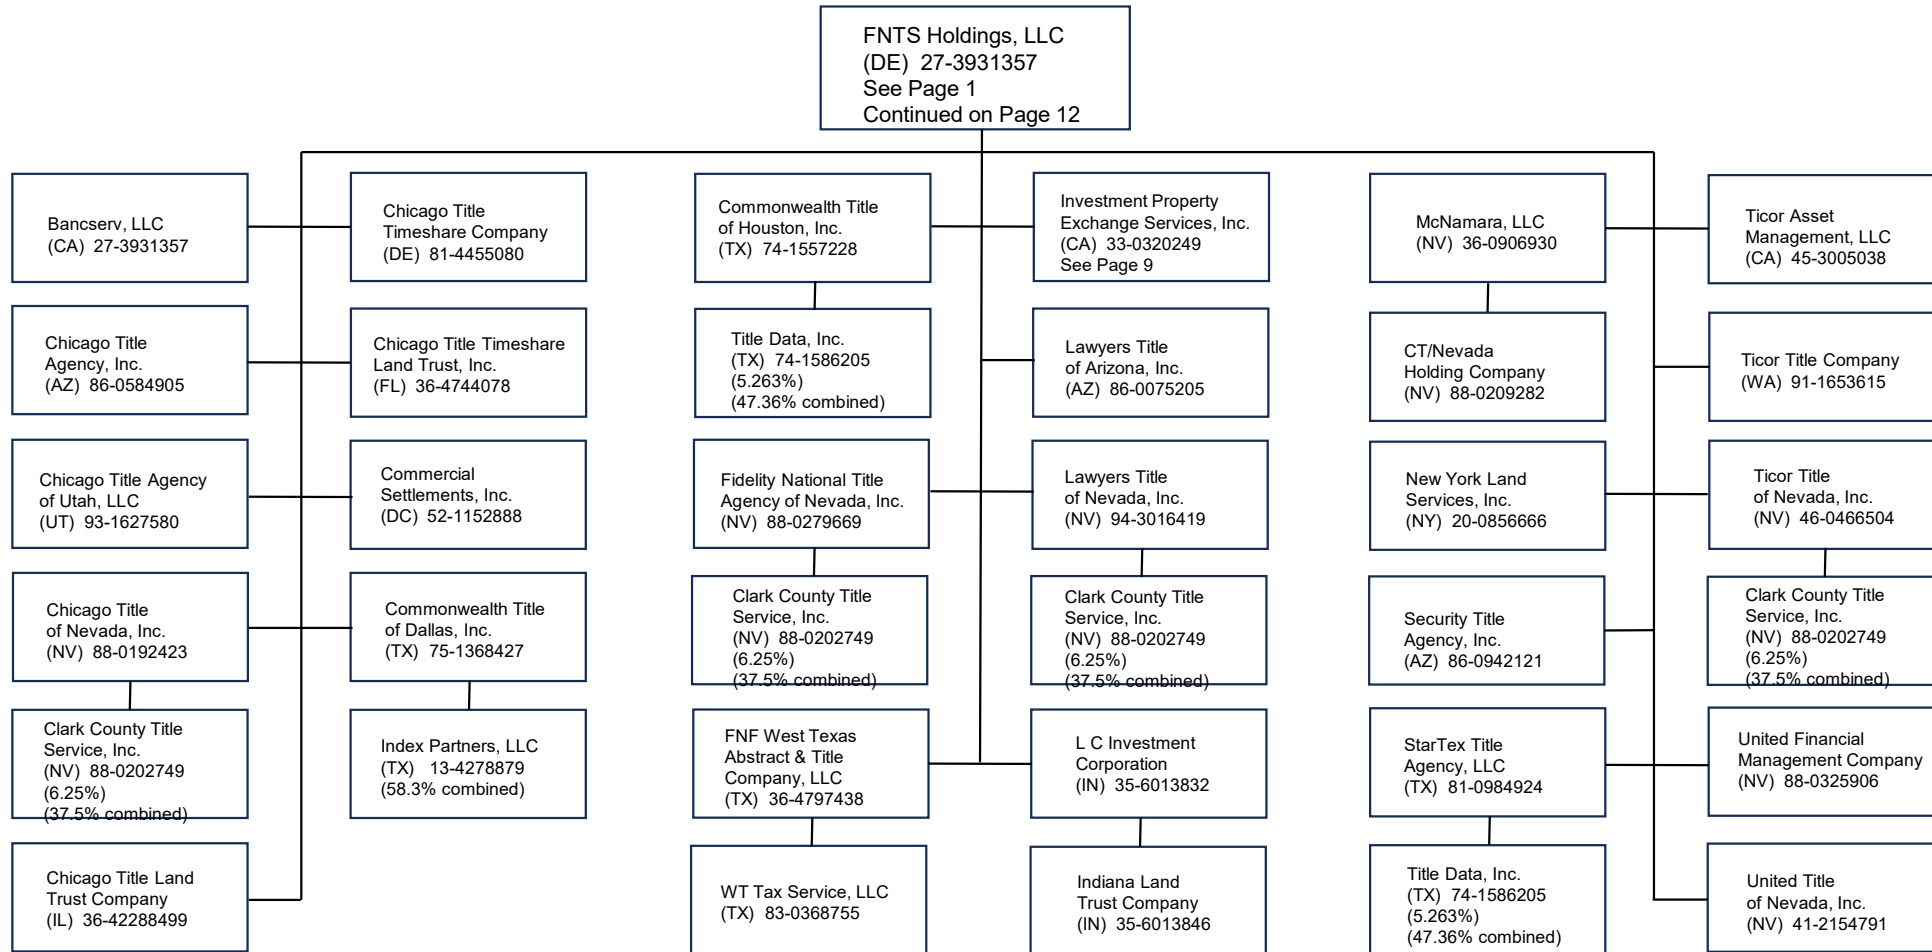 FNTS Holdings, LLC
(DE) 27-3931357
See Page 1
Continued on Page 12
Bancserv, LLC
(CA) 27-3931357
Chicago Title
Timeshare Company
(DE) 81-4455080
Commonwealth Title
of Houston, Inc.
(TX) 74-1557228
Investment Property
Exchange Services, Inc.
(CA) 33-0320249
See Page 9
McNamara, LLC
(NV) 36-0906930
Ticor Asset
Management, LLC
(CA) 45-3005038
Chicago Title
Agency, Inc.
(AZ) 86-0584905
Chicago Title Timeshare
Land Trust, Inc.
(FL) 36-4744078
Title Data, Inc.
(TX) 74-1586205
(5.263%)
(47.36% combined)
Lawyers Title
of Arizona, Inc.
(AZ) 86-0075205
CT/Nevada
Holding Company
(NV) 88-0209282
Ticor Title Company
(WA) 91-1653615
Chicago Title Agency
of Utah, LLC
(UT) 93-1627580
Commercial
Settlements, Inc.
(DC) 52-1152888
Fidelity National Title
Agency of Nevada, Inc.
(NV) 88-0279669
Lawyers Title
of Nevada, Inc.
(NV) 94-3016419
New York Land
Services, Inc.
(NY) 20-0856666
Ticor Title
of Nevada, Inc.
(NV) 46-0466504
Chicago Title
of Nevada, Inc.
(NV) 88-0192423
Commonwealth Title
of Dallas, Inc.
(TX) 75-1368427
Clark County Title
Service, Inc.
(NV) 88-0202749
(6.25%)
(37.5% combined)
Clark County Title
Service, Inc.
(NV) 88-0202749
(6.25%)
(37.5% combined)
Security Title
Agency, Inc.
(AZ) 86-0942121
Clark County Title
Service, Inc.
(NV) 88-0202749
(6.25%)
(37.5% combined)
Clark County Title
Service, Inc.
(NV) 88-0202749
(6.25%)
(37.5% combined)
Index Partners, LLC
(TX) 13-4278879
(58.3% combined)
FNF West Texas
Abstract & Title
Company, LLC
(TX) 36-4797438
L C Investment
Corporation
(IN) 35-6013832
StarTex Title
Agency, LLC
(TX) 81-0984924
United Financial
Management Company
(NV) 88-0325906
Chicago Title Land
Trust Company
(IL) 36-42288499
WT Tax Service, LLC
(TX) 83-0368755
Indiana Land
Trust Company
(IN) 35-6013846
Title Data, Inc.
(TX) 74-1586205
(5.263%)
(47.36% combined)
United Title
of Nevada, Inc.
(NV) 41-2154791